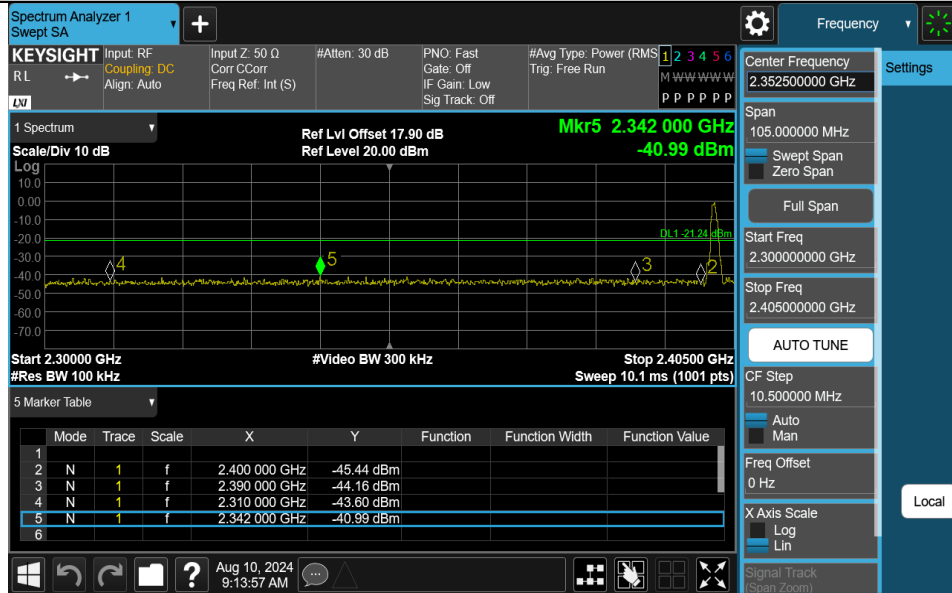 Spectrum Analyzer 1
Swept SA
Frequency
KEYSIGHT
Input: RF
Coupling: DC
Align: Auto
Input Z: 50 Ω
Corr CCorr
Freq Ref: Int (S)
#Atten: 30 dB
PNO: Fast
Gate: Off
IF Gain: Low
Sig Track: Off
#Avg Type: Power (RMS
Trig: Free Run
1 2 3 4 5 6
M W W W W W
P P P P P P
RL
LXI
Center Frequency
2.352500000 GHz
Settings
Span
105.000000 MHz
Swept Span
Zero Span
Full Span
Start Freq
2.300000000 GHz
Stop Freq
2.405000000 GHz
AUTO TUNE
CF Step
10.500000 MHz
Auto
Man
Freq Offset
0 Hz
X Axis Scale
Log
Lin
Signal Track
(Span Zoom)
Local
1 Spectrum
Scale/Div 10 dB
Ref Lvl Offset 17.90 dB
Ref Level 20.00 dBm
Mkr5 2.342 000 GHz
-40.99 dBm
Log
10.0
0.00
-10.0
-20.0
-30.0
-40.0
-50.0
-60.0
-70.0
DL1 -21.24 dBm
4
5
3
2
Start 2.30000 GHz
#Video BW 300 kHz
Stop 2.40500 GHz
#Res BW 100 kHz
Sweep 10.1 ms (1001 pts)
5 Marker Table
Mode Trace Scale X Y Function Function Width Function Value
1
2 N 1 f 2.400 000 GHz -45.44 dBm
3 N 1 f 2.390 000 GHz -44.16 dBm
4 N 1 f 2.310 000 GHz -43.60 dBm
5 N 1 f 2.342 000 GHz -40.99 dBm
6
Aug 10, 2024
9:13:57 AM